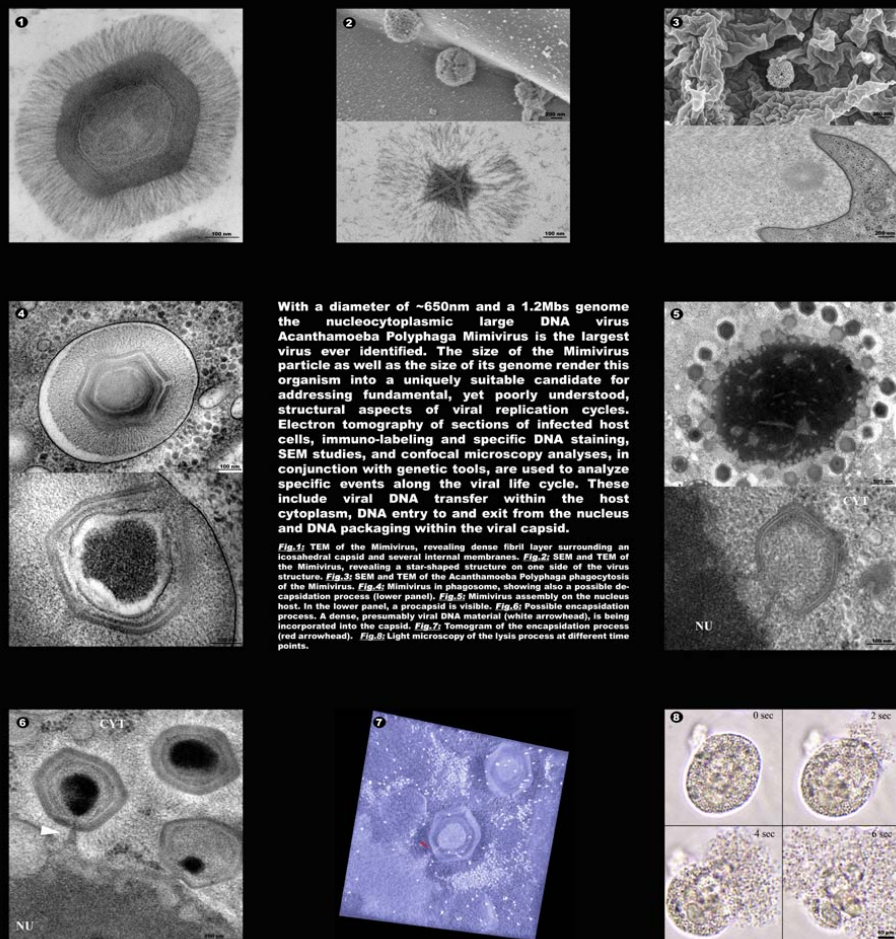 1
100 nm
2
100 nm
3
4
100 nm
With a diameter of ~650nm and a 1.2Mbs genome
the nucleocytoplasmic large DNA virus
Acanthamoeba Polyphaga Mimivirus is the largest
virus ever identified. The size of the Mimivirus
particle as well as the size of its genome render this
organism into a uniquely suitable candidate for
addressing fundamental, yet poorly understood,
structural aspects of viral replication cycles.
Electron tomography of sections of infected host
cells, immuno-labeling and specific DNA staining,
SEM studies, and confocal microscopy analyses, in
conjunction with genetic tools, are used to analyze
specific events along the viral life cycle. These
include viral DNA transfer within the host
cytoplasm, DNA entry to and exit from the nucleus
and DNA packaging within the viral capsid.
Fig.1: TEM of the Mimivirus, revealing dense fibril layer surrounding an
icosahedral capsid and several internal membranes. Fig.2: SEM and TEM of
the Mimivirus, revealing a star-shaped structure on one side of the virus
structure. Fig.3: SEM and TEM of the Acanthamoeba Polyphaga phagocytosis
of the Mimivirus. Fig.4: Mimivirus in phagosome, showing also a possible de-
capsidation process (lower panel). Fig.5: Mimivirus assembly on the nucleus
host. In the lower panel, a procapsid is visible. Fig.6: Possible encapsidation
process. A dense, presumably viral DNA material (white arrowhead), is being
incorporated into the capsid. Fig.7: Tomogram of the encapsidation process
(red arrowhead). Fig.8: Light microscopy of the lysis process at different time
points.
5
CYT
NU
100 nm
6
CYT
NU
7
8
0 sec
2 sec
4 sec
6 sec